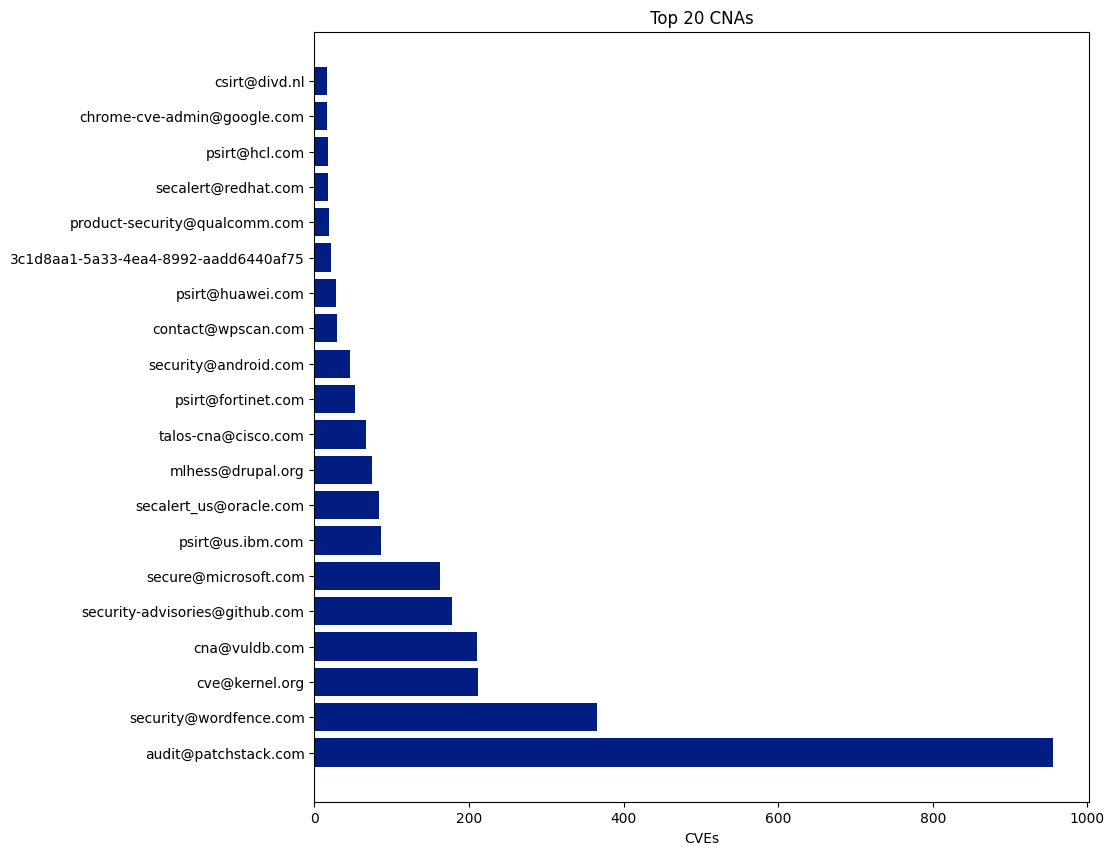 Top 20 CNAs
csirt@divd.nl
chrome-cve-admin@google.com
psirt@hcl.com
secalert@redhat.com
product-security@qualcomm.com
3c1d8aa1-5a33-4ea4-8992-aadd6440af75
psirt@huawei.com
contact@wpscan.com
security@android.com
psirt@fortinet.com
talos-cna@cisco.com
mlhess@drupal.org
secalert_us@oracle.com
psirt@us.ibm.com
secure@microsoft.com
security-advisories@github.com
cna@vuldb.com
cve@kernel.org
security@wordfence.com
audit@patchstack.com
0 200 400 600 800 1000
CVEs